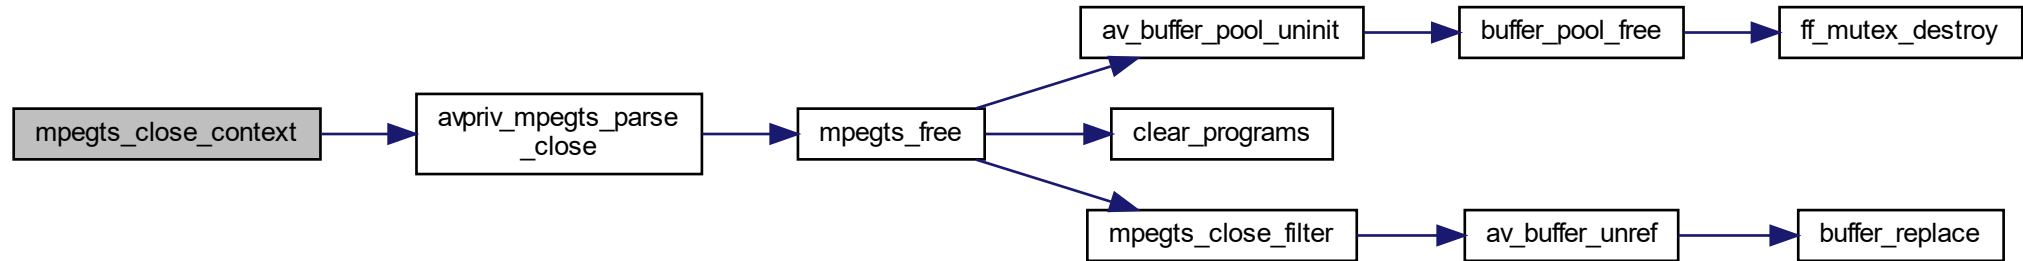 av_buffer_pool_uninit
buffer_pool_free
ff_mutex_destroy
mpegts_close_context
avpriv_mpegts_parse
_close
mpegts_free
clear_programs
mpegts_close_filter
av_buffer_unref
buffer_replace